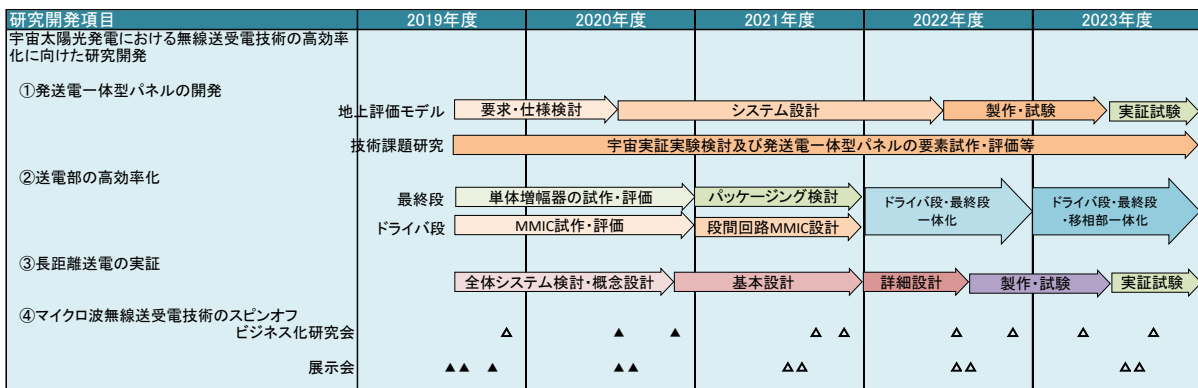 研究開発項目 2019年度 2020年度 2021年度 2022年度 2023年度
宇宙太陽光発電における無線送受電技術の高効率
化に向けた研究開発
①発送電一体型パネルの開発
地上評価モデル 要求・仕様検討 システム設計 製作・試験 実証試験
技術課題研究 宇宙実証実験検討及び発送電一体型パネルの要素試作・評価等
②送電部の高効率化
最終段 単体増幅器の試作・評価 パッケージング検討
ドライバ段・最終段
一体化
ドライバ段・最終段
・移相部一体化
ドライバ段 MMIC試作・評価 段間回路MMIC設計
③長距離送電の実証
全体システム検討・概念設計 基本設計 詳細設計 製作・試験 実証試験
④マイクロ波無線送受電技術のスピンオフ
ビジネス化研究会
展示会